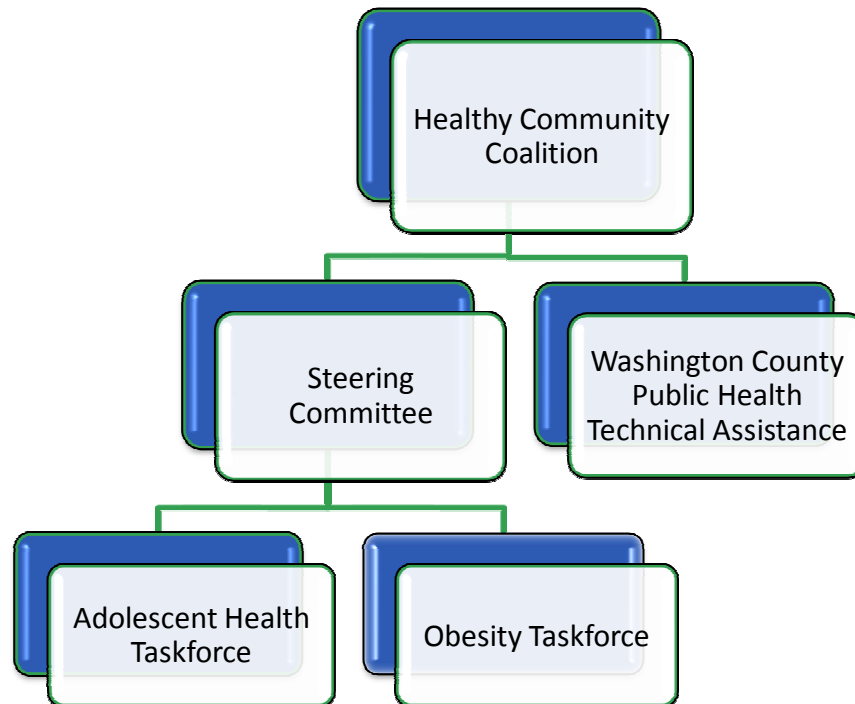 Healthy Community
Coalition
Steering
Committee
Washington County
Public Health
Technical Assistance
Adolescent Health
Taskforce
Obesity Taskforce